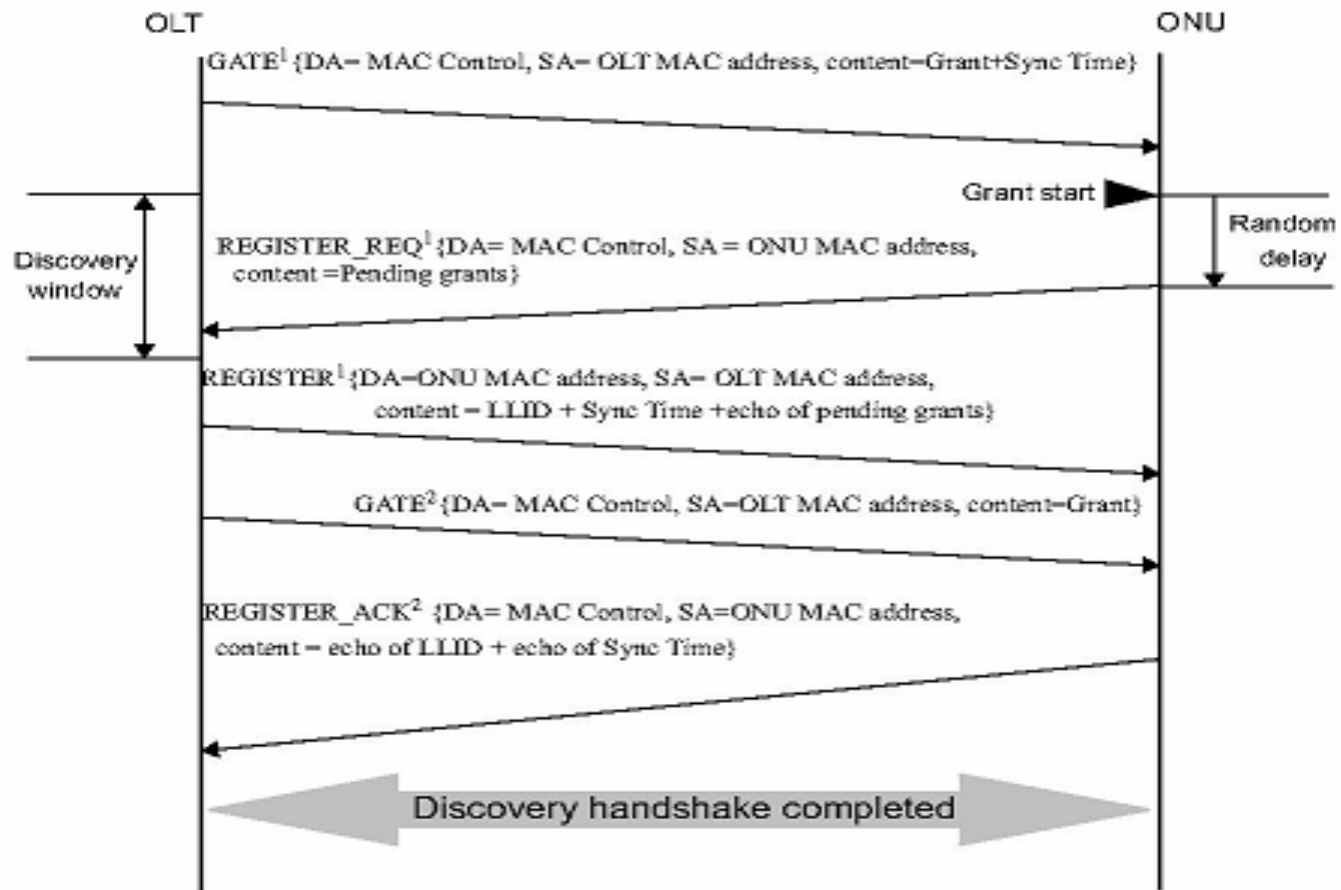 OLT
ONU
GATE¹{DA= MAC Control, SA= OLT MAC address, content=Grant+Sync Time}
Grant start
Random
delay
Discovery
window
REGISTER_REQ¹{DA= MAC Control, SA = ONU MAC address,
content =Pending grants}
REGISTER¹{DA=ONU MAC address, SA= OLT MAC address,
content = LLID + Sync Time +echo of pending grants}
GATE²{DA= MAC Control, SA=OLT MAC address, content=Grant}
REGISTER_ACK² {DA= MAC Control, SA=ONU MAC address,
content = echo of LLID + echo of Sync Time}
Discovery handshake completed